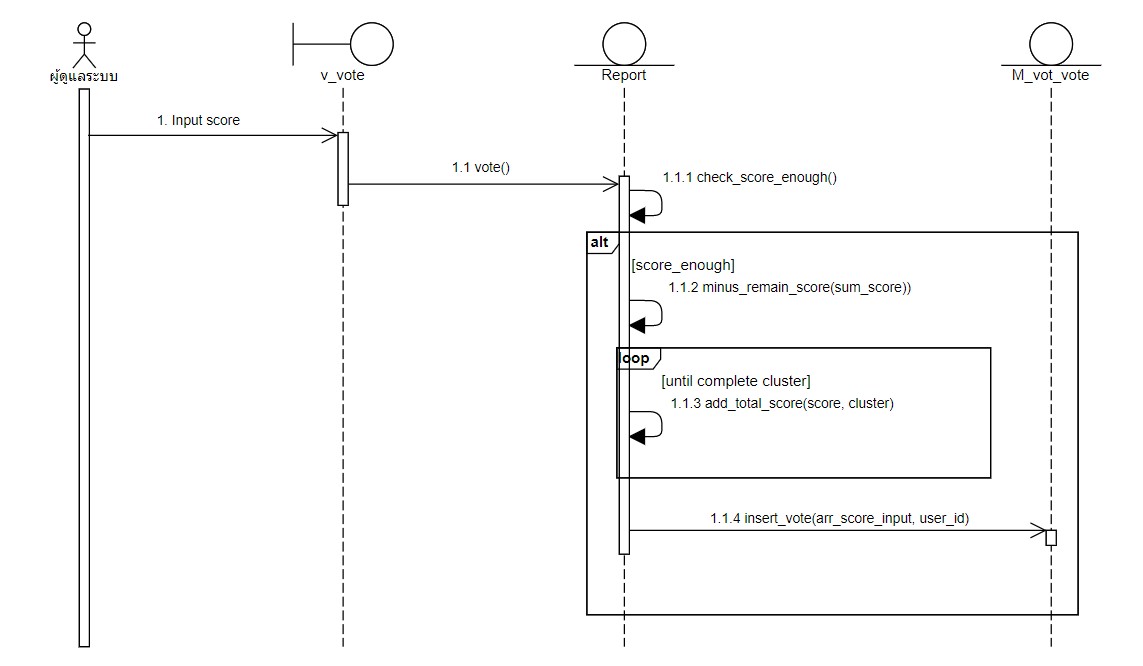 ผู้ดูแลระบบ
v_vote
Report
M_vot_vote
1. Input score
1.1 vote()
1.1.1 check_score_enough()
alt
[score_enough]
1.1.2 minus_remain_score(sum_score))
loop
[until complete cluster]
1.1.3 add_total_score(score, cluster)
1.1.4 insert_vote(arr_score_input, user_id)